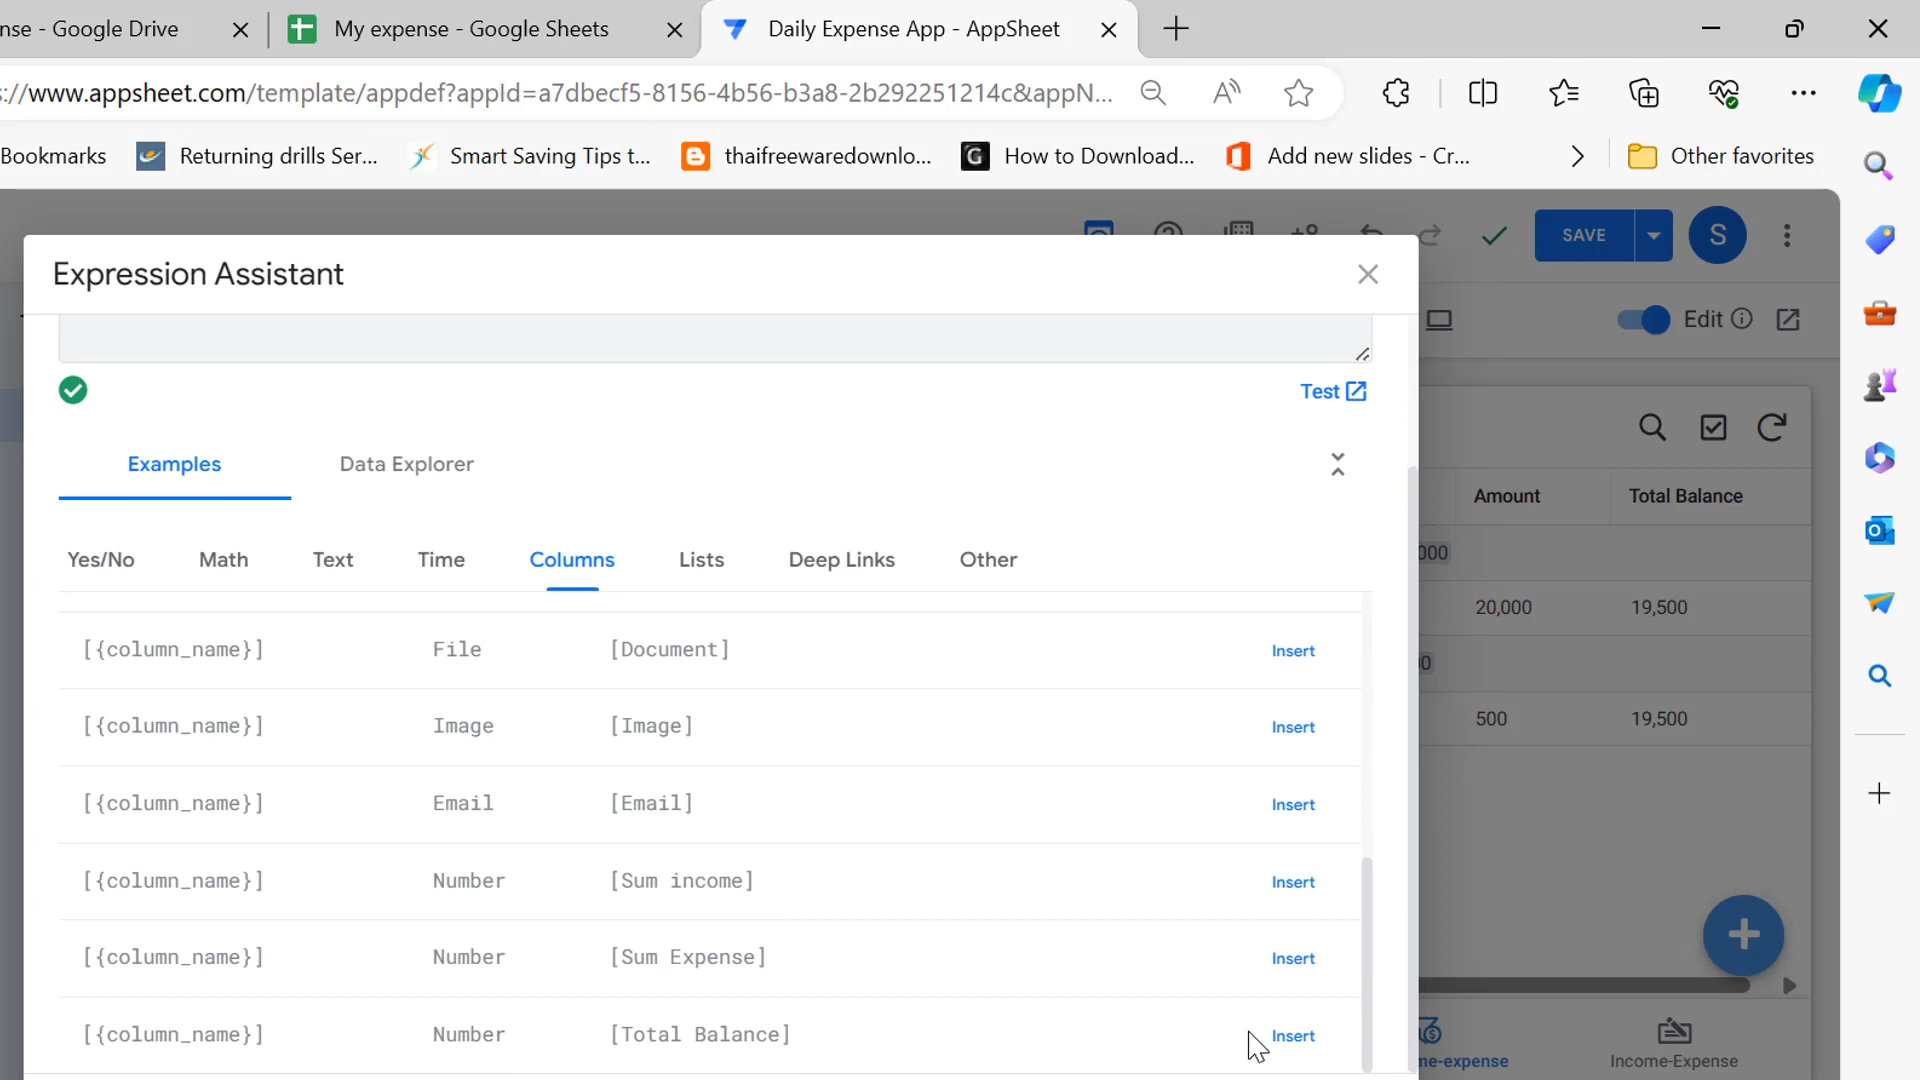 nse - Google Drive
My expense - Google Sheets
Daily Expense App - AppSheet
://www.appsheet.com/template/appdef?appId=a7dbecf5-8156-4b56-b3a8-2b292251214c&appN...
Bookmarks
Returning drills Ser...
Smart Saving Tips t...
thaifreewaredownlo...
How to Download...
Add new slides - Cr...
Other favorites
SAVE
S
Expression Assistant
Edit
Test
Examples
Data Explorer
Amount
Total Balance
Yes/No
Math
Text
Time
Columns
Lists
Deep Links
Other
000
20,000
19,500
[{column_name}] File [Document] Insert
0
[{column_name}] Image [Image] Insert
500
19,500
[{column_name}] Email [Email] Insert
[{column_name}] Number [Sum income] Insert
[{column_name}] Number [Sum Expense] Insert
[{column_name}] Number [Total Balance] Insert
me-expense
Income-Expense